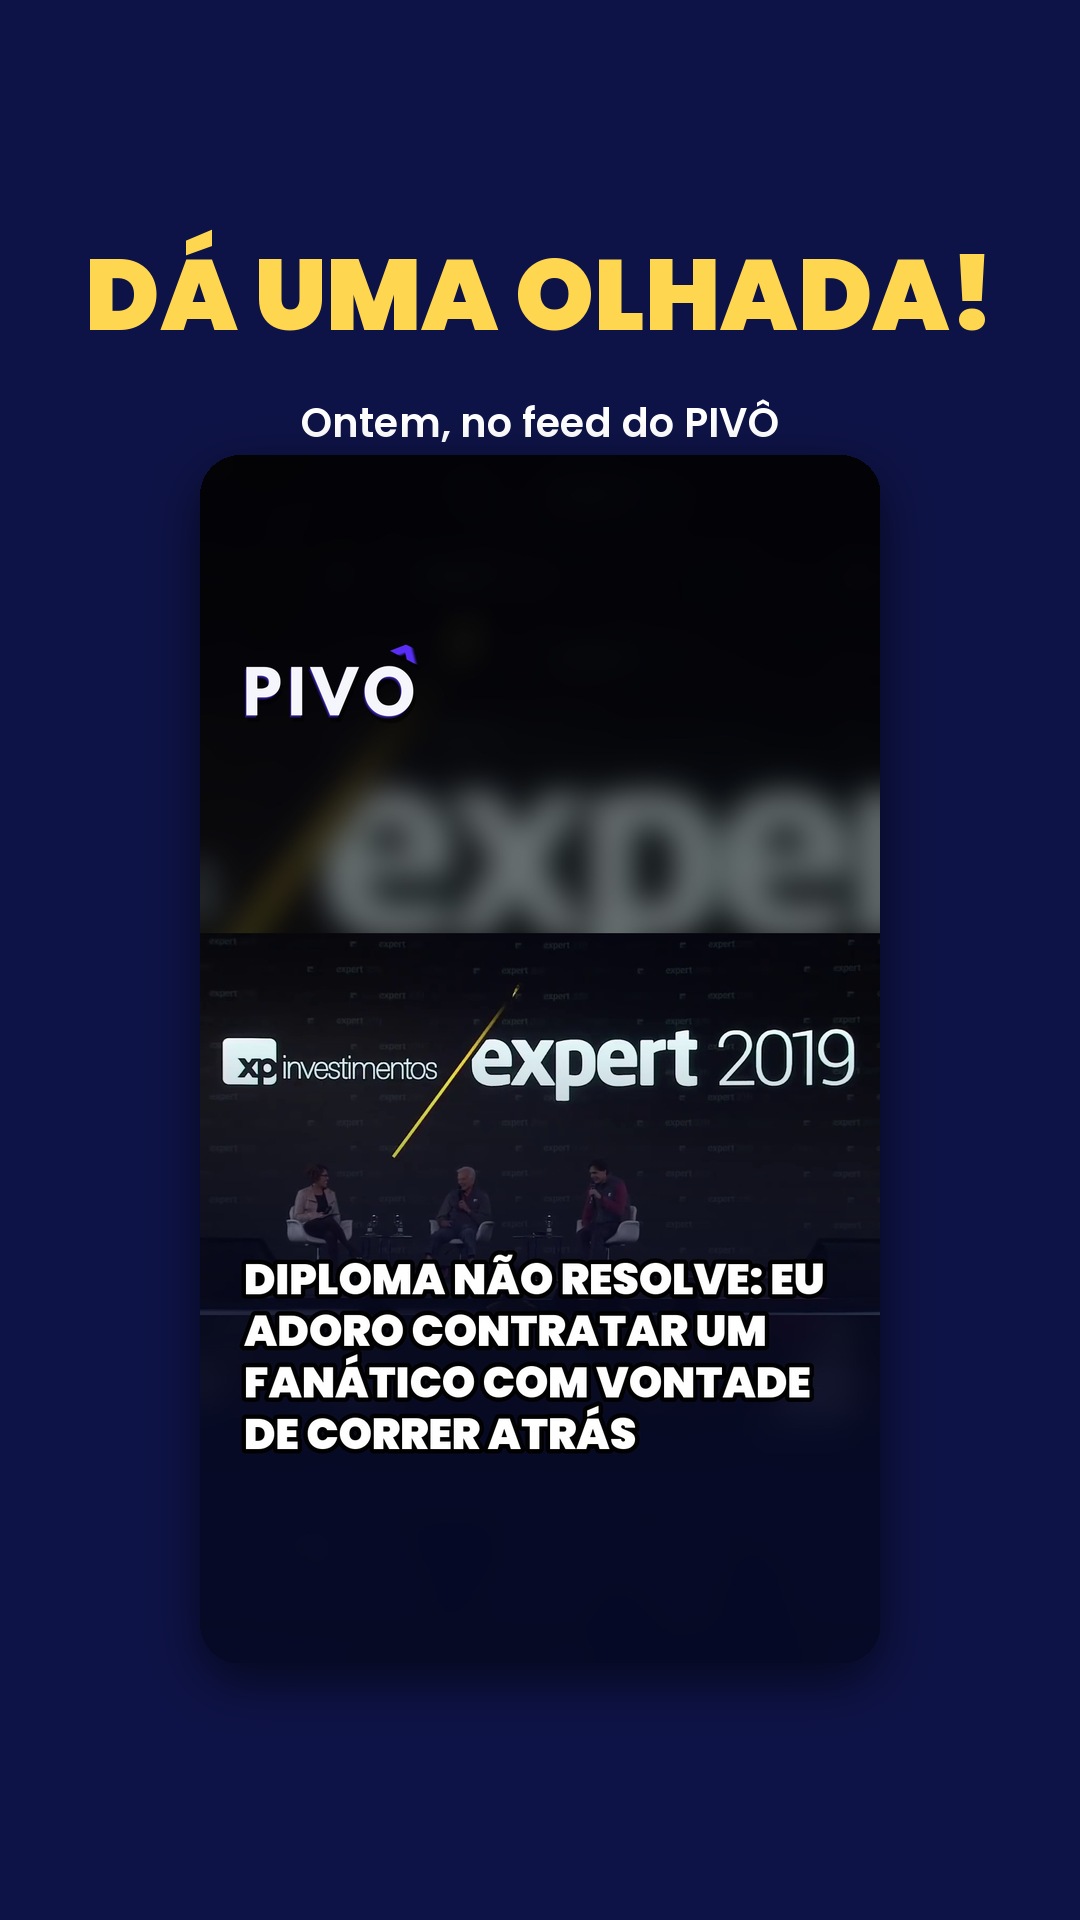 DÁ UMA OLHADA!
Ontem, no feed do PIVÔ
PIVÔ
exper
xp investimentos
expert 2019
DIPLOMA NÃO RESOLVE: EU
ADORO CONTRATAR UM
FANÁTICO COM VONTADE
DE CORRER ATRÁS